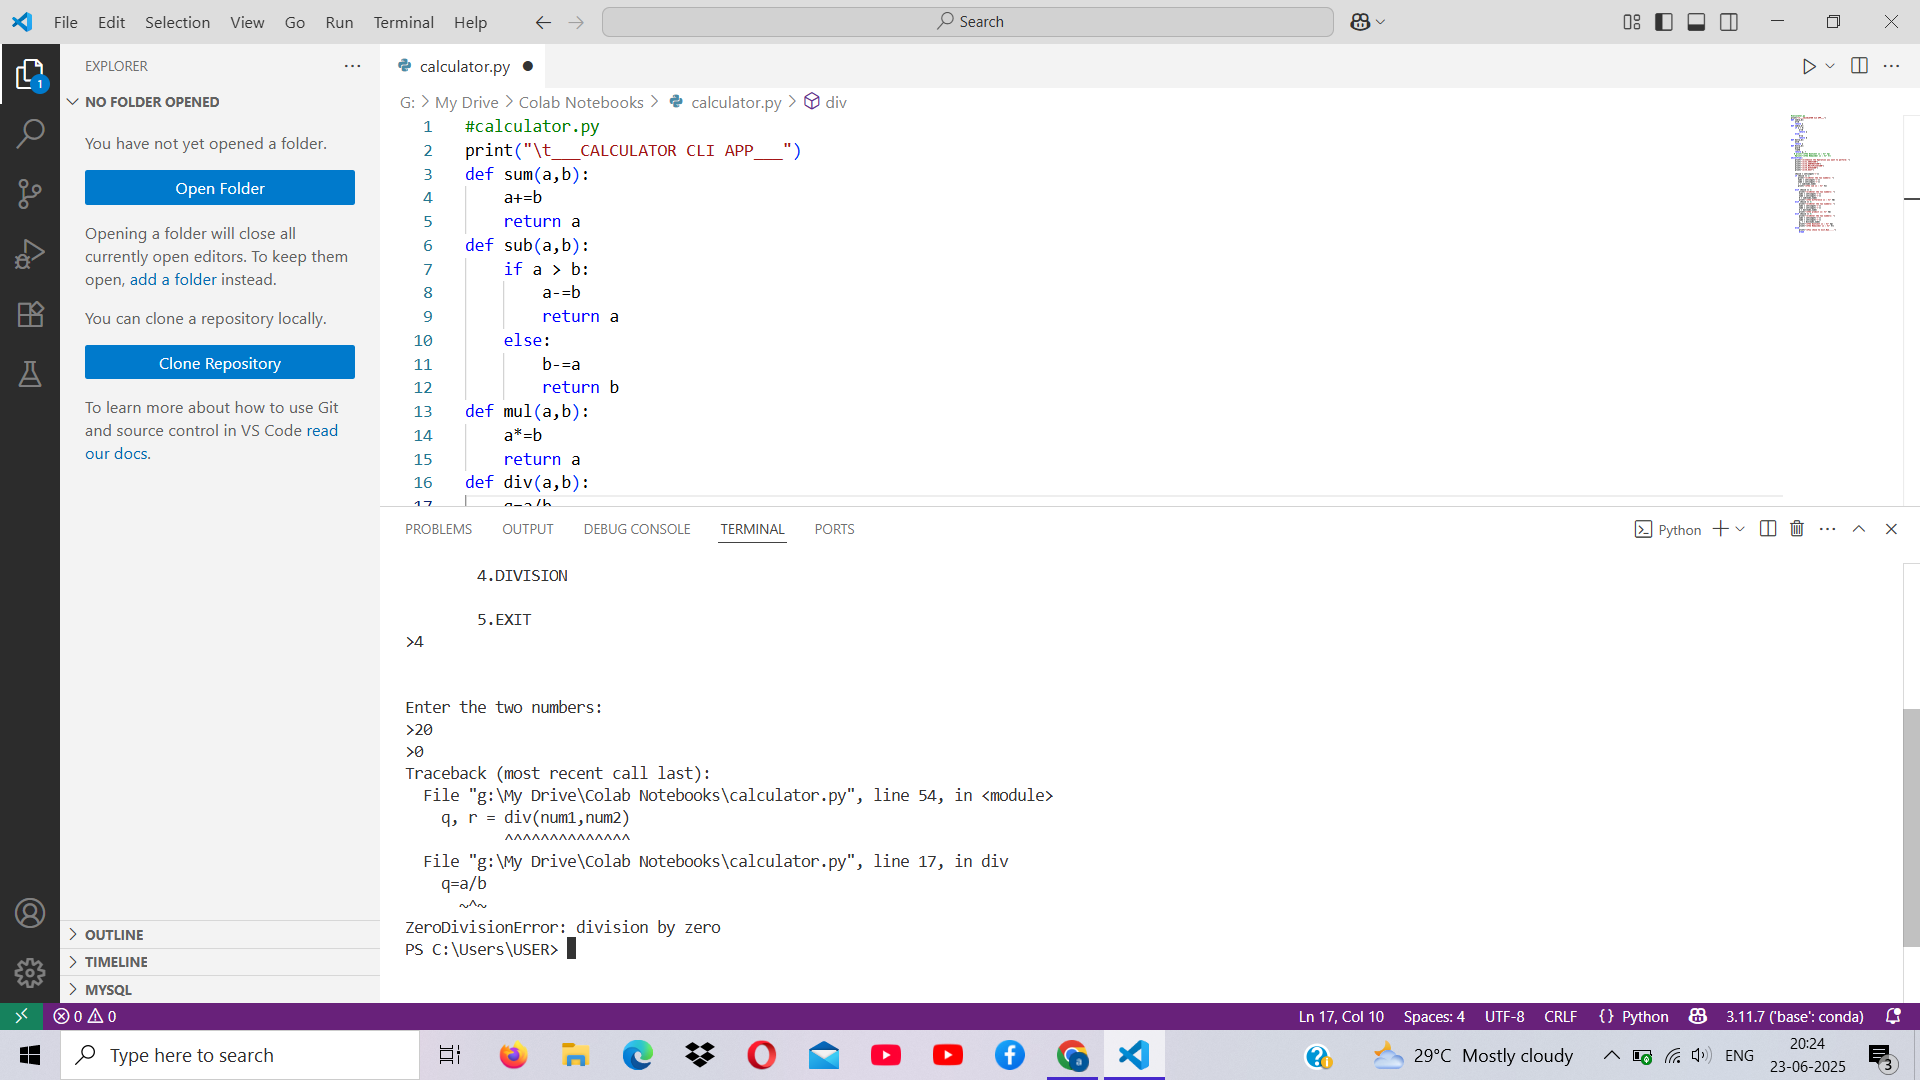 File Edit Selection View Go Run Terminal Help
Search
EXPLORER
1
NO FOLDER OPENED
You have not yet opened a folder.
Open Folder
Opening a folder will close all
currently open editors. To keep them
open, add a folder instead.
You can clone a repository locally.
Clone Repository
To learn more about how to use Git
and source control in VS Code read
our docs.
OUTLINE
TIMELINE
MYSQL
calculator.py
G: > My Drive > Colab Notebooks > calculator.py > div
1 #calculator.py
2 print("\t___CALCULATOR CLI APP___")
3 def sum(a,b):
4     a+=b
5     return a
6 def sub(a,b):
7     if a > b:
8         a-=b
9         return a
10     else:
11         b-=a
12         return b
13 def mul(a,b):
14     a*=b
15     return a
16 def div(a,b):
17     q=a/b
PROBLEMS OUTPUT DEBUG CONSOLE TERMINAL PORTS
Python
4.DIVISION
5.EXIT
>4
Enter the two numbers:
>20
>0
Traceback (most recent call last):
  File "g:\My Drive\Colab Notebooks\calculator.py", line 54, in <module>
    q, r = div(num1,num2)
           ^^^^^^^^^^^^^^
  File "g:\My Drive\Colab Notebooks\calculator.py", line 17, in div
    q=a/b
      ~^~
ZeroDivisionError: division by zero
PS C:\Users\USER>
0 0 Ln 17, Col 10 Spaces: 4 UTF-8 CRLF {} Python 3.11.7 ('base': conda)
Type here to search
29°C Mostly cloudy
ENG
20:24
23-06-2025
3